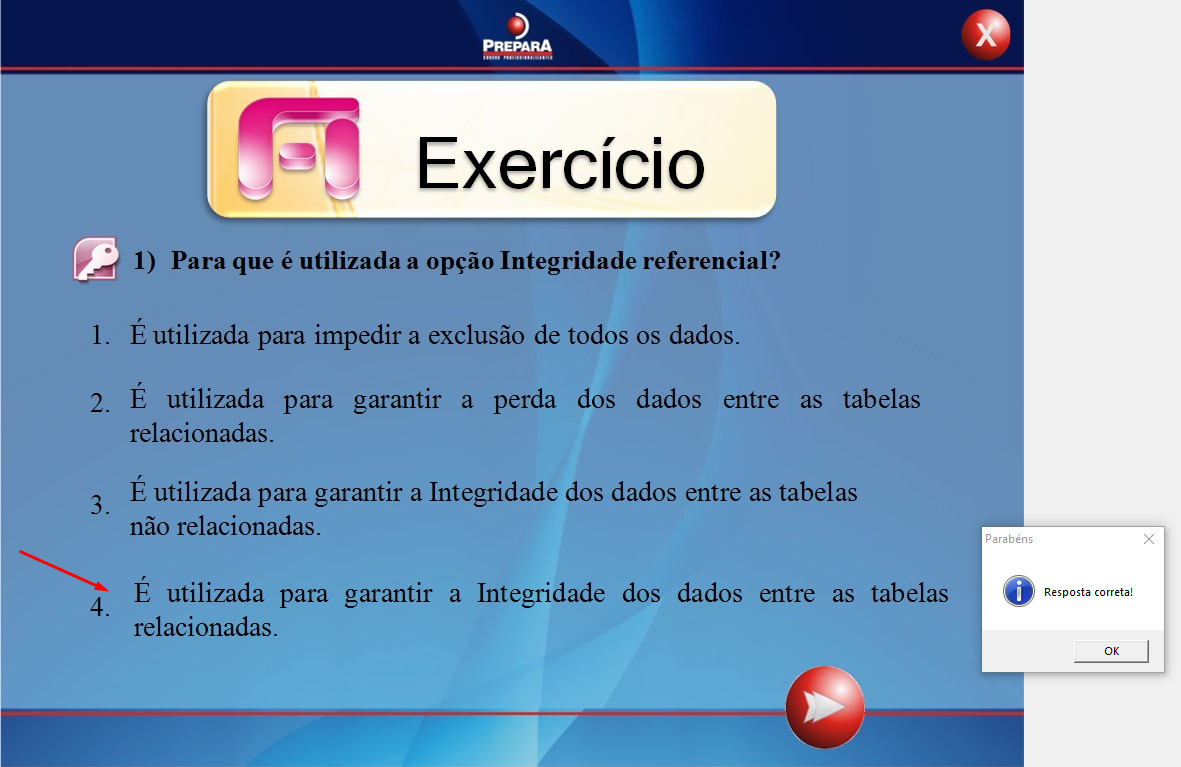 PREPARA
CURSOS PROFISSIONALIZANTES
X
Exercício
1) Para que é utilizada a opção Integridade referencial?
1. É utilizada para impedir a exclusão de todos os dados.
2. É utilizada para garantir a perda dos dados entre as tabelas
relacionadas.
3. É utilizada para garantir a Integridade dos dados entre as tabelas
não relacionadas.
4. É utilizada para garantir a Integridade dos dados entre as tabelas
relacionadas.
Parabéns
Resposta correta!
OK